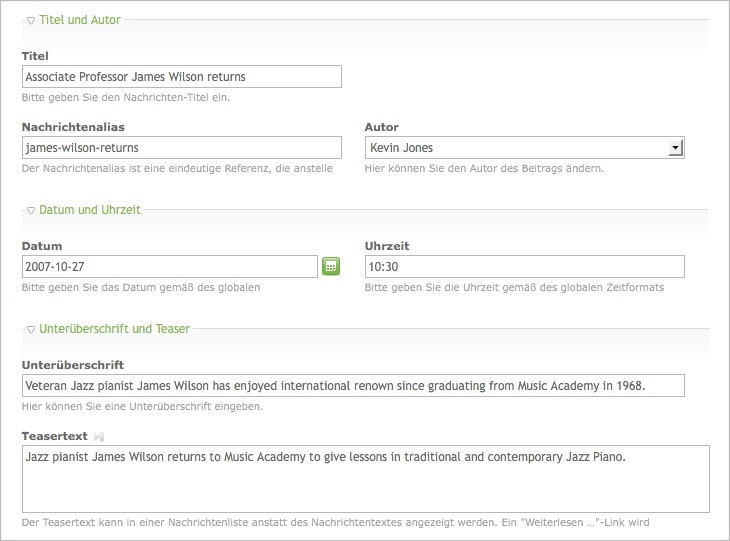 Titel und Autor
Titel
Associate Professor James Wilson returns
Bitte geben Sie den Nachrichten-Titel ein.
Nachrichtenalias Autor
james-wilson-returns Kevin Jones
Der Nachrichtenalias ist eine eindeutige Referenz, die anstelle Hier können Sie den Autor des Beitrags ändern.
Datum und Uhrzeit
Datum Uhrzeit
2007-10-27 10:30
Bitte geben Sie das Datum gemäß des globalen Bitte geben Sie die Uhrzeit gemäß des globalen Zeitformats
Unterüberschrift und Teaser
Unterüberschrift
Veteran Jazz pianist James Wilson has enjoyed international renown since graduating from Music Academy in 1968.
Hier können Sie eine Unterüberschrift eingeben.
Teasertext
Jazz pianist James Wilson returns to Music Academy to give lessons in traditional and contemporary Jazz Piano.
Der Teasertext kann in einer Nachrichtenliste anstatt des Nachrichtentextes angezeigt werden. Ein "Weiterlesen …"-Link wird